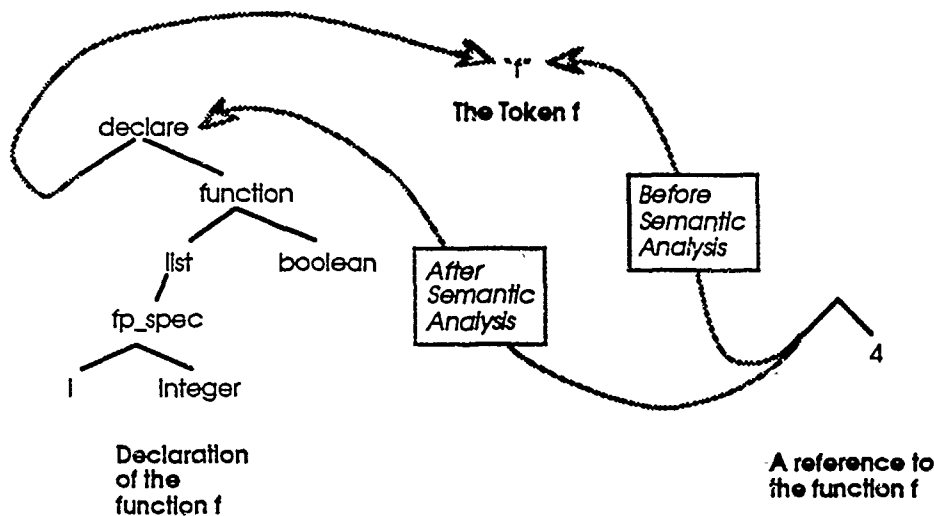 "f"
The Token f
declare
function
list boolean
fp_spec
I integer
Before
Semantic
Analysis
After
Semantic
Analysis
4
Declaration
of the
function f
A reference to
the function f